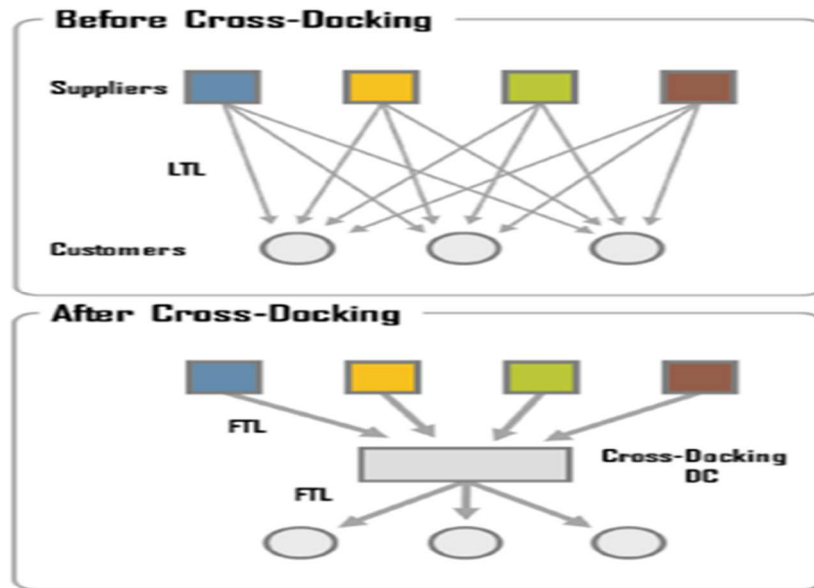 Before Cross-Docking
Suppliers
LTL
Customers
After Cross-Docking
FTL
Cross-Docking
DC
FTL